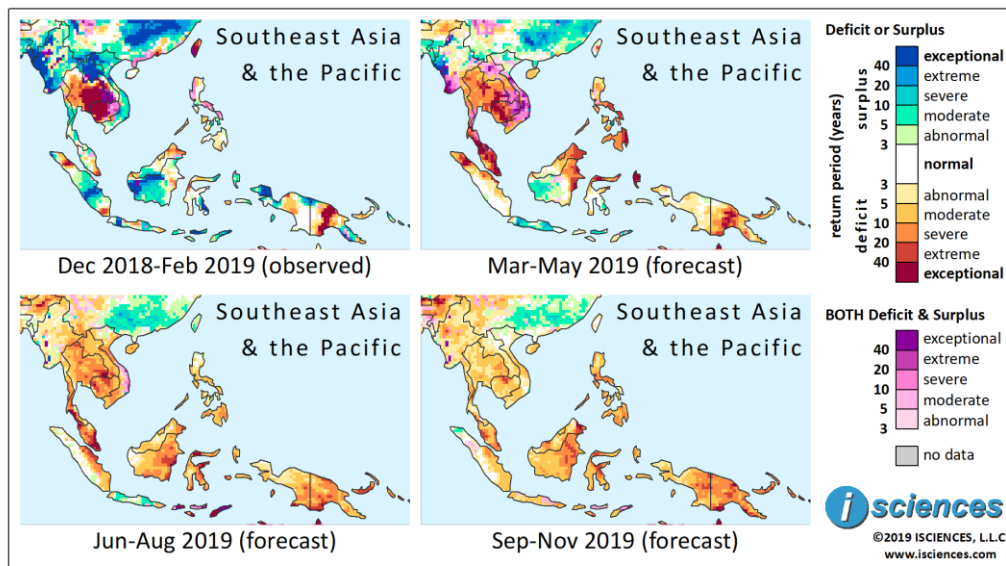 Southeast Asia
& the Pacific
Dec 2018-Feb 2019 (observed)
Southeast Asia
& the Pacific
Mar-May 2019 (forecast)
Southeast Asia
& the Pacific
Jun-Aug 2019 (forecast)
Southeast Asia
& the Pacific
Sep-Nov 2019 (forecast)
Deficit or Surplus
return period (years)
surplus
deficit
exceptional
40
extreme
20
severe
10
moderate
5
abnormal
3
normal
3
abnormal
5
moderate
10
severe
20
extreme
40
exceptional
BOTH Deficit & Surplus
exceptional
40
extreme
20
severe
10
moderate
5
abnormal
3
no data
i sciences
©2019 ISCIENCES, L.L.C
www.isciences.com